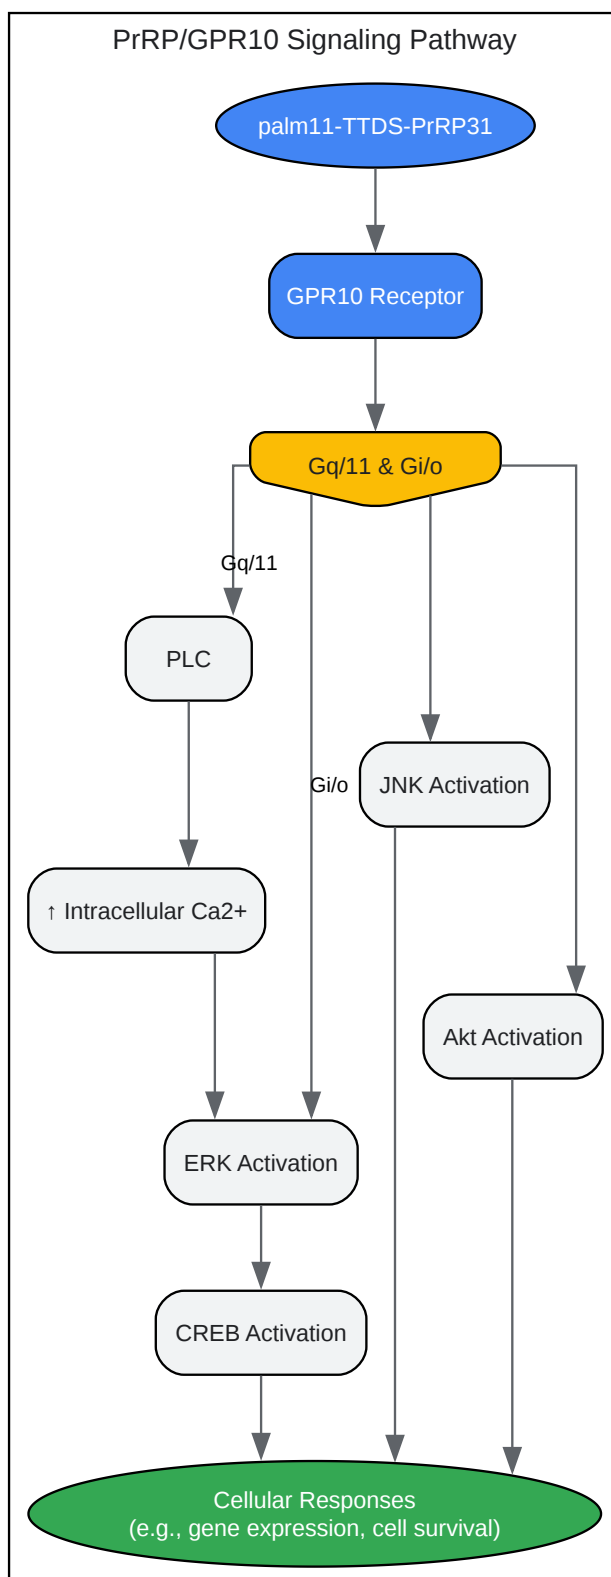 PrRP/GPR10 Signaling Pathway
palm11-TTDS-PrRP31
GPR10 Receptor
Gq/11 & Gi/o
Gq/11
PLC
Gi/o
JNK Activation
↑ Intracellular Ca2+
Akt Activation
ERK Activation
CREB Activation
Cellular Responses
(e.g., gene expression, cell survival)